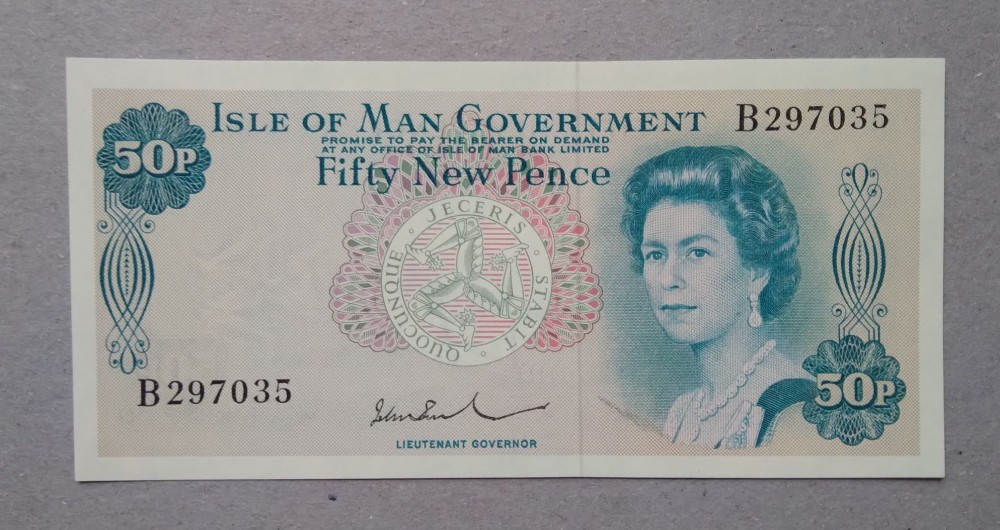 ISLE OF MAN GOVERNMENT B297035
PROMISE TO PAY THE BEARER ON DEMAND
AT ANY OFFICE OF ISLE OF MAN BANK LIMITED
50P
Fifty New Pence
QUOCUNQUE · JECERIS · STABIT ·
B297035
50P
LIEUTENANT GOVERNOR